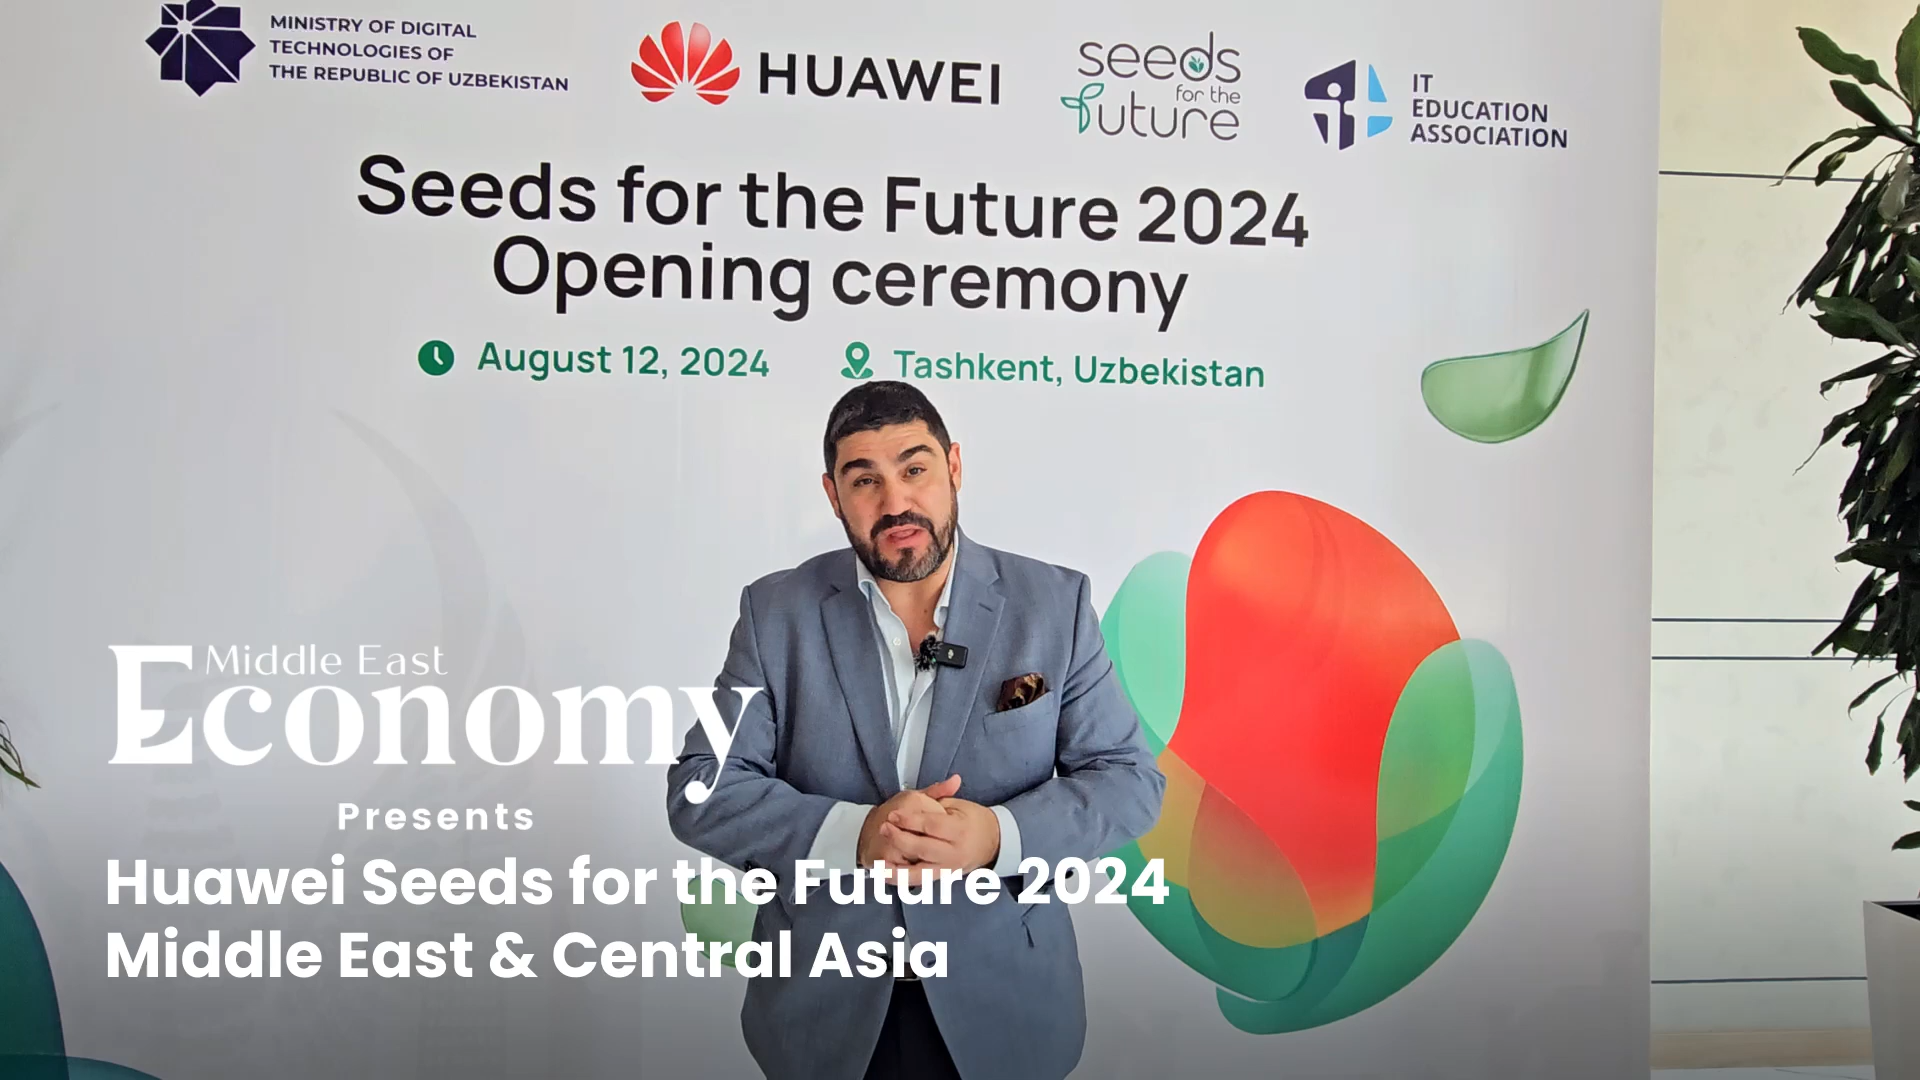 MINISTRY OF DIGITAL
TECHNOLOGIES OF
THE REPUBLIC OF UZBEKISTAN
HUAWEI
seeds
for the
future
IT
EDUCATION
ASSOCIATION
Seeds for the Future 2024
Opening ceremony
August 12, 2024
Tashkent, Uzbekistan
Middle East
Economy
Presents
Huawei Seeds for the Future 2024
Middle East & Central Asia